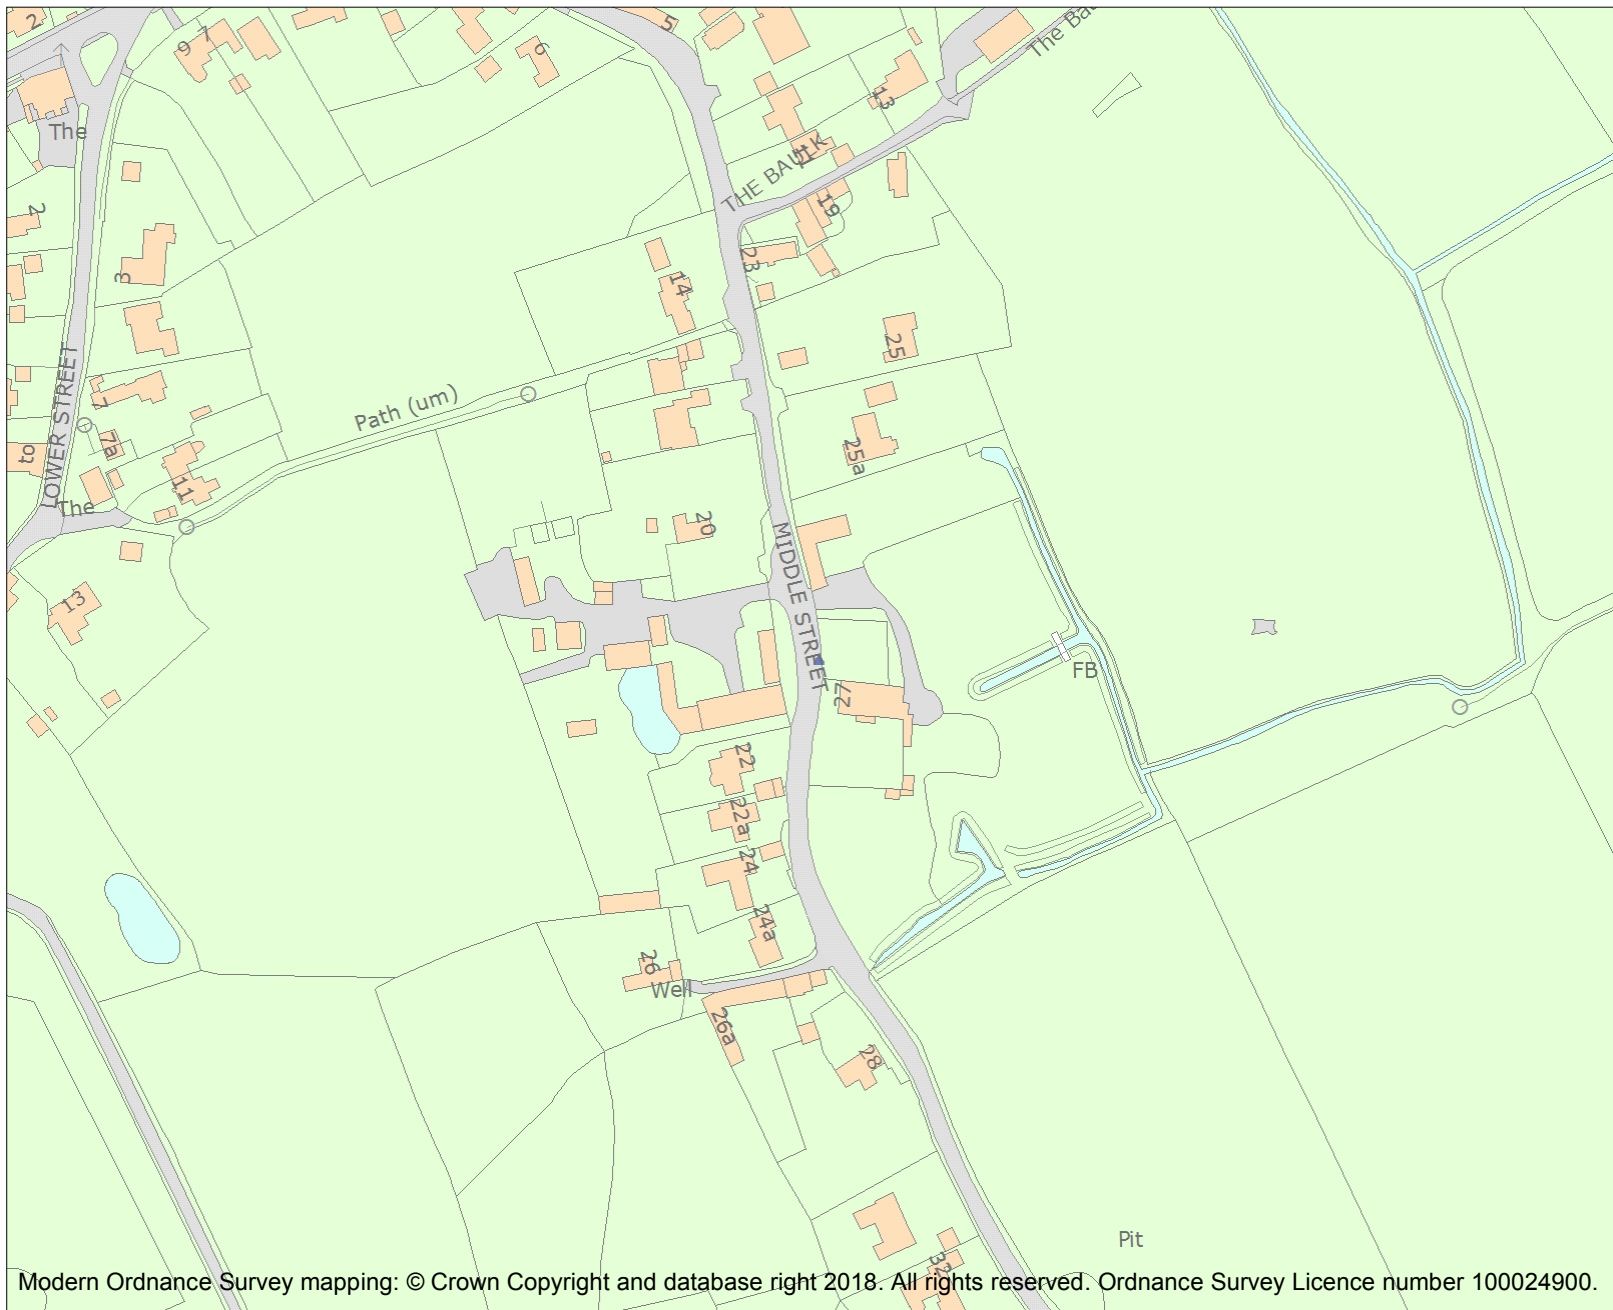 2
9
7
6
5
The Bau
The
13
THE BAULK
17
19
2
3
23
14
25
Path (um)
LOWER STREET
7
7a
to
11
25a
The
20
MIDDLE STREET
13
FB
27
22
22a
24
24a
26
Well
26a
28
Pit
32
Modern Ordnance Survey mapping: © Crown Copyright and database right 2018. All rights reserved. Ordnance Survey Licence number 100024900.